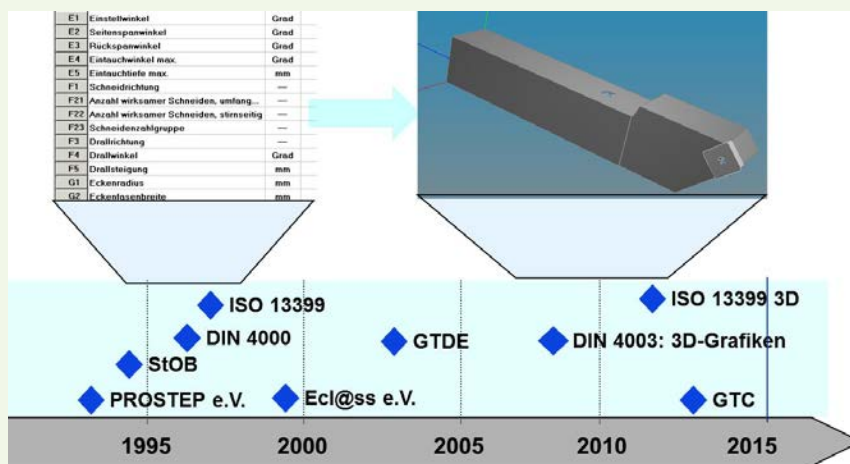 E1 Einstellwinkel Grad
E2 Seitenspanwinkel Grad
E3 Rückspanwinkel Grad
E4 Eintauchwinkel max. Grad
E5 Eintauchtiefe max. mm
F1 Schneidrichtung —
F21 Anzahl wirksamer Schneiden, umfang... —
F22 Anzahl wirksamer Schneiden, stirnseitig —
F23 Schneidenzahlgruppe —
F3 Drallrichtung —
F4 Drallwinkel Grad
F5 Drallsteigung mm
G1 Eckenradius mm
G2 Eckenfasenbreite mm
ISO 13399
ISO 13399 3D
DIN 4000
GTDE
DIN 4003: 3D-Grafiken
StOB
PROSTEP e.V.
Ecl@ss e.V.
GTC
1995 2000 2005 2010 2015